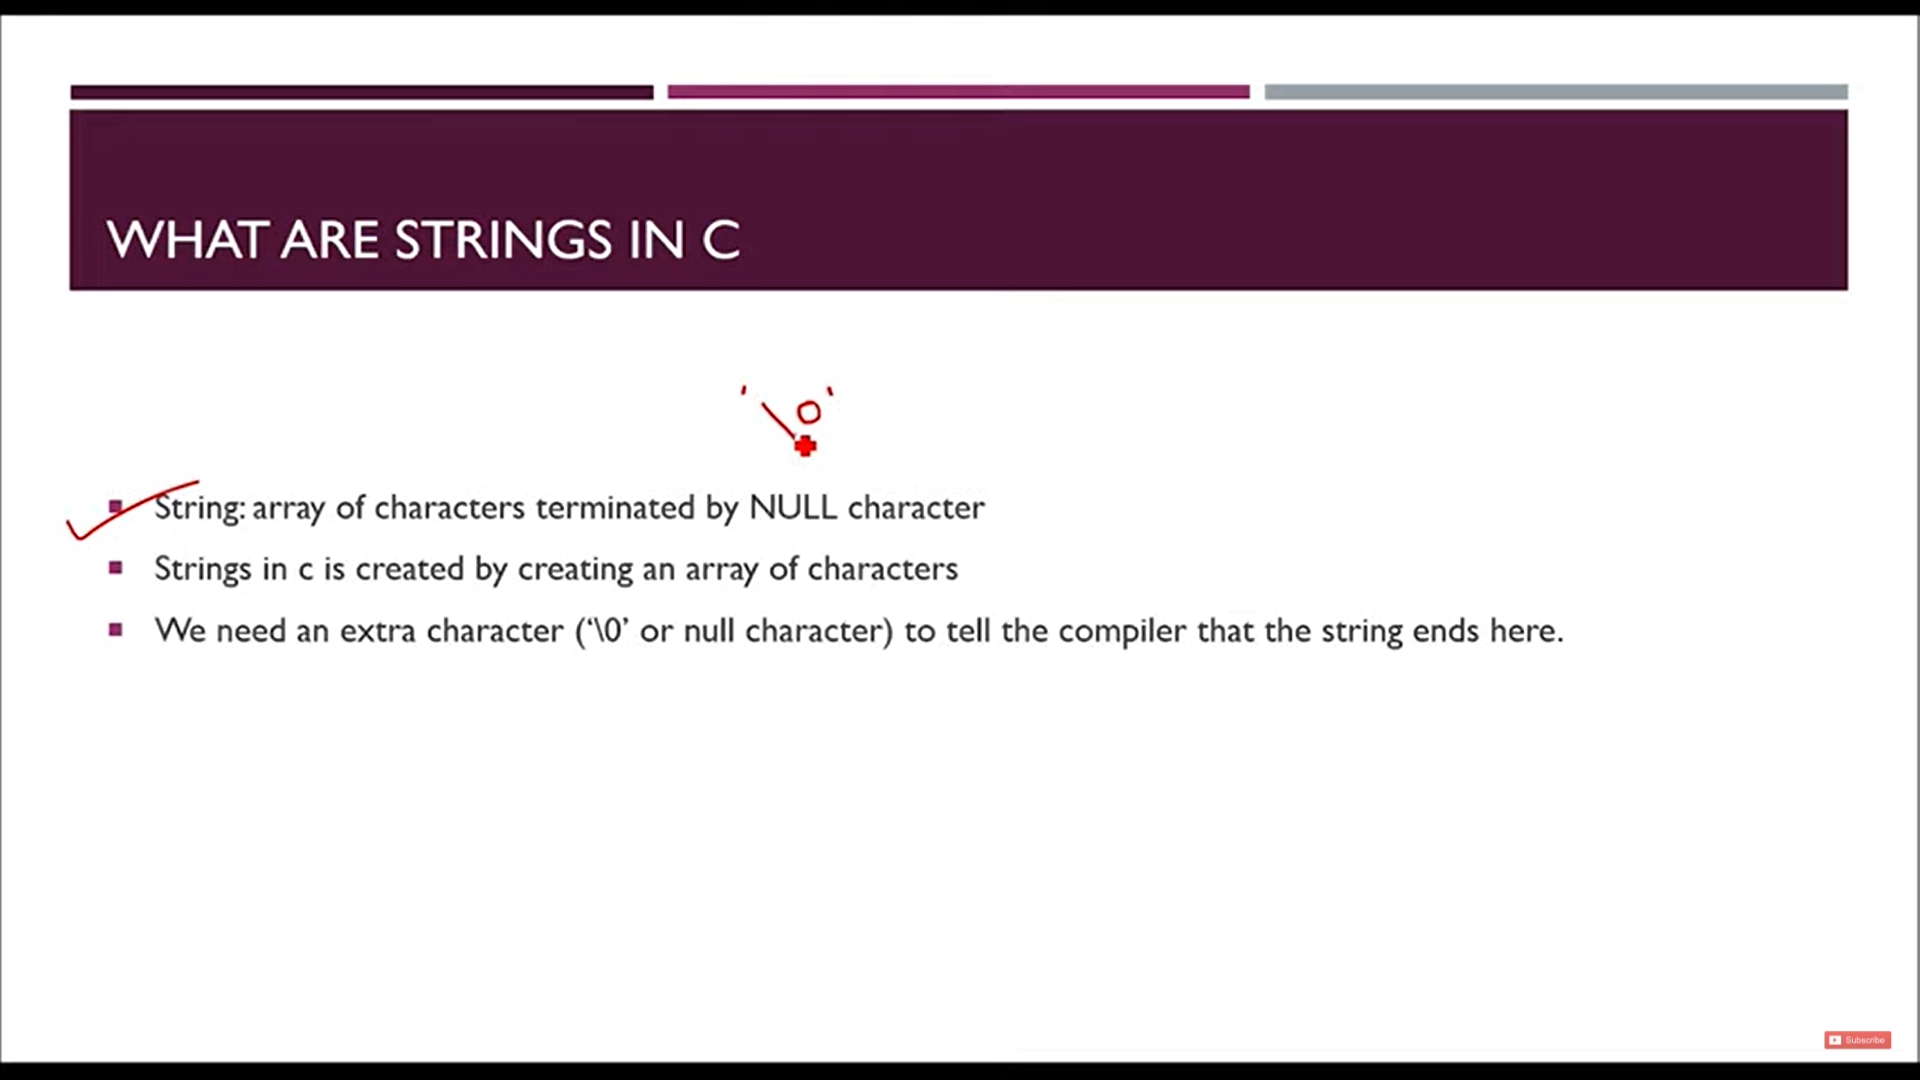 WHAT ARE STRINGS IN C
'\0'
String: array of characters terminated by NULL character
Strings in c is created by creating an array of characters
We need an extra character (‘\0’ or null character) to tell the compiler that the string ends here.
Subscribe